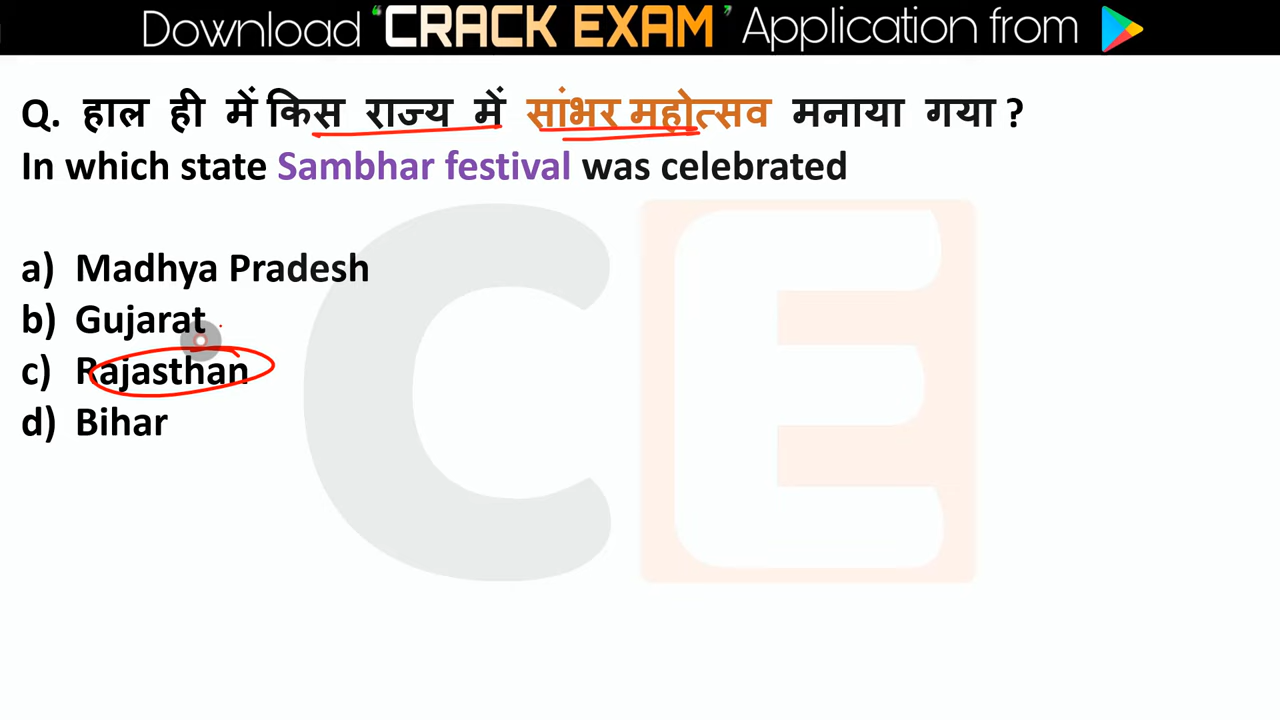 Download “CRACK EXAM” Application from
Q. हाल ही में किस राज्य में सांभर महोत्सव मनाया गया ?
In which state Sambhar festival was celebrated
a) Madhya Pradesh
b) Gujarat
c) Rajasthan
d) Bihar
CE